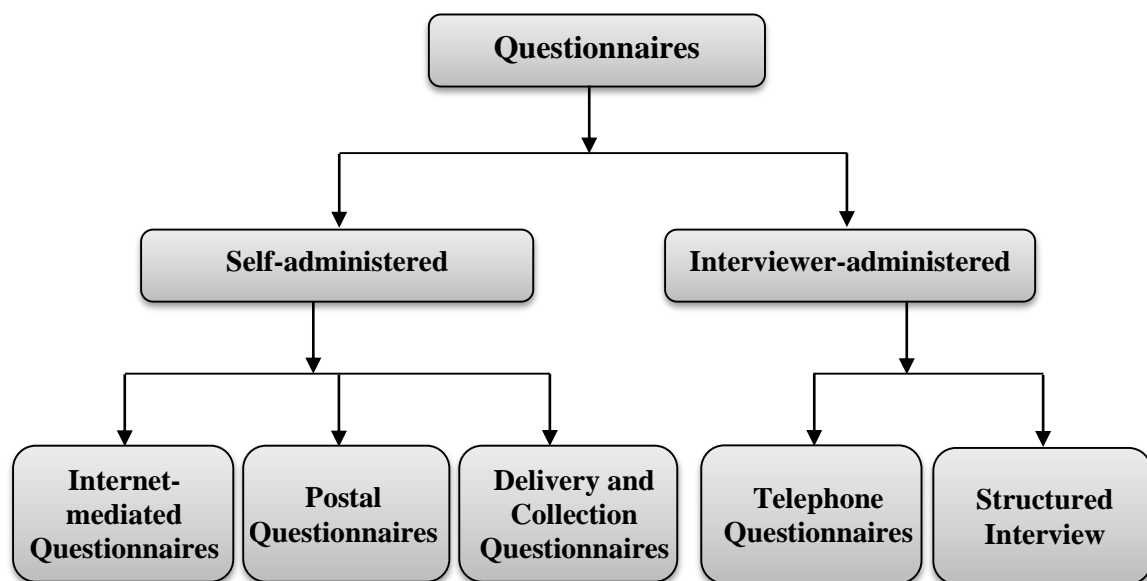 Questionnaires
Self-administered
Interviewer-administered
Internet-
mediated
Questionnaires
Postal
Questionnaires
Delivery and
Collection
Questionnaires
Telephone
Questionnaires
Structured
Interview